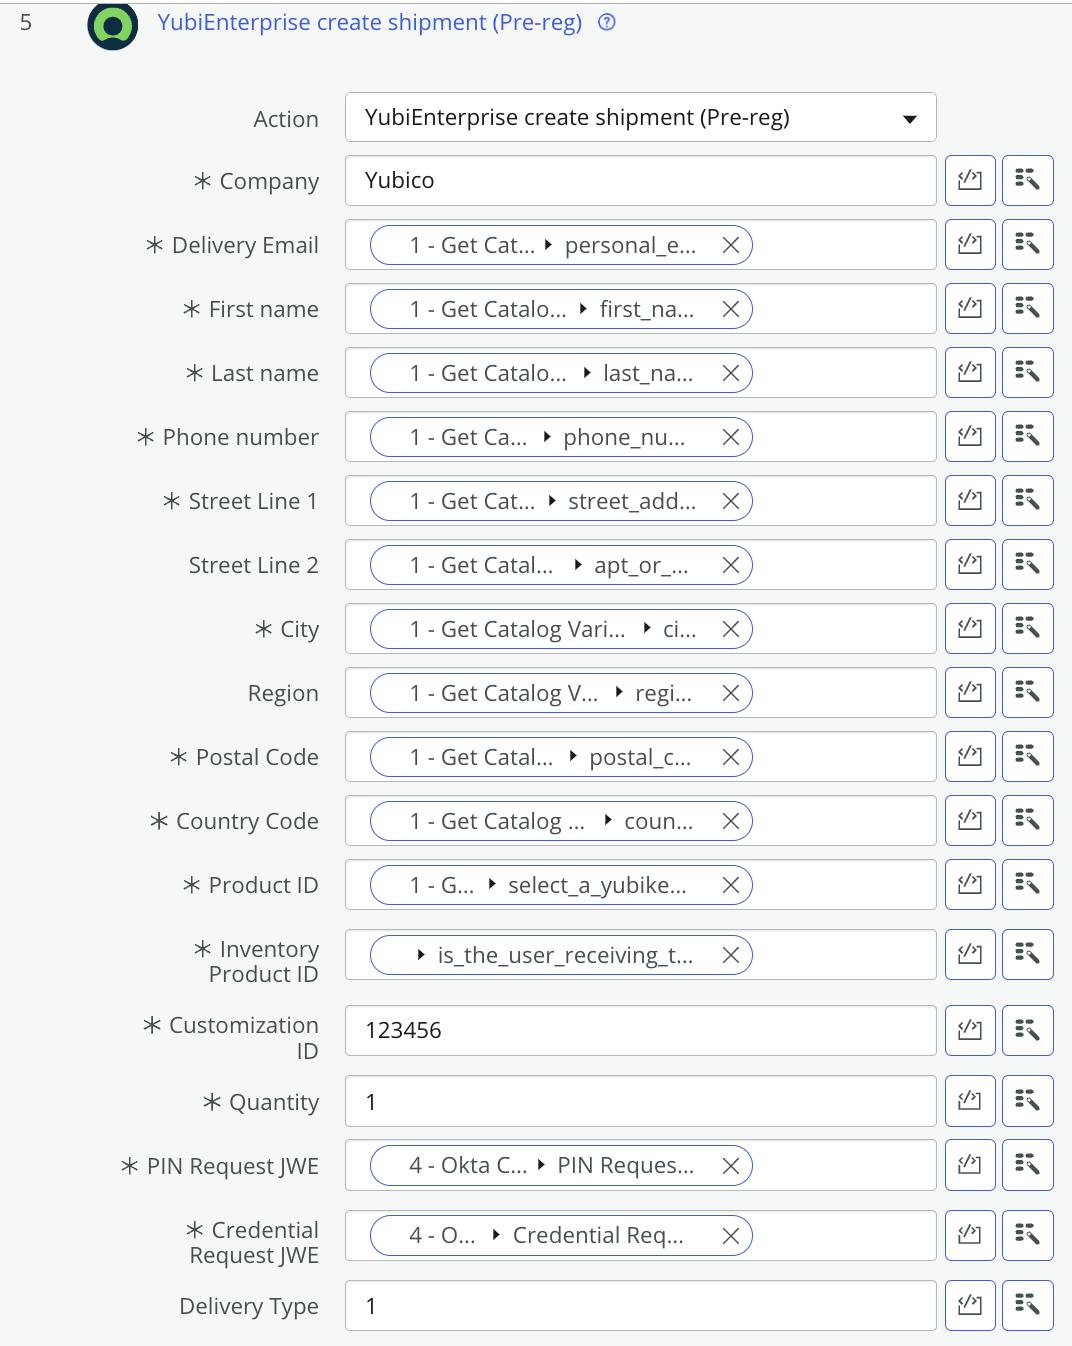 5 YubiEnterprise create shipment (Pre-reg) ?
Action YubiEnterprise create shipment (Pre-reg)
* Company Yubico
* Delivery Email 1 - Get Cat... personal_e...
* First name 1 - Get Catalo... first_na...
* Last name 1 - Get Catalo... last_na...
* Phone number 1 - Get Ca... phone_nu...
* Street Line 1 1 - Get Cat... street_add...
Street Line 2 1 - Get Catal... apt_or_...
* City 1 - Get Catalog Vari... ci...
Region 1 - Get Catalog V... regi...
* Postal Code 1 - Get Catal... postal_c...
* Country Code 1 - Get Catalog ... coun...
* Product ID 1 - G... select_a_yubike...
* Inventory
Product ID
is_the_user_receiving_t...
* Customization
ID
123456
* Quantity 1
* PIN Request JWE 4 - Okta C... PIN Reques...
* Credential
Request JWE
4 - O... Credential Req...
Delivery Type 1